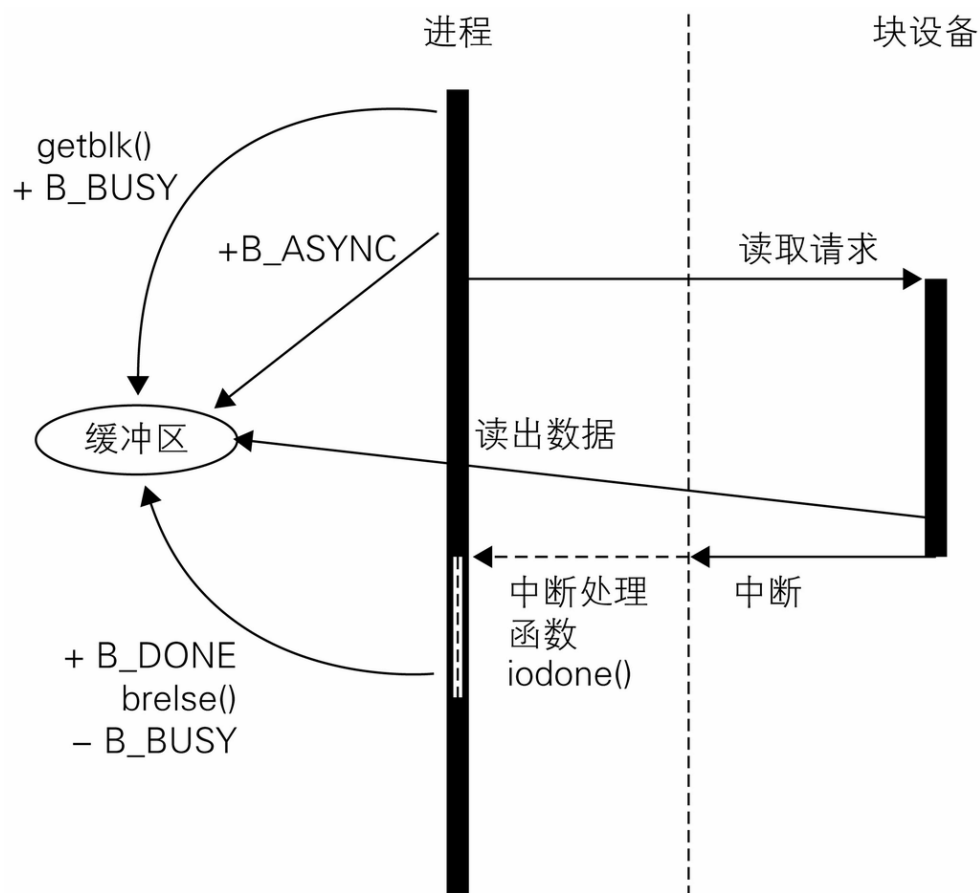 进程
块设备
getblk()
+ B_BUSY
+B_ASYNC
读取请求
缓冲区
读出数据
中断处理
函数
iodone()
中断
+ B_DONE
brelse()
– B_BUSY